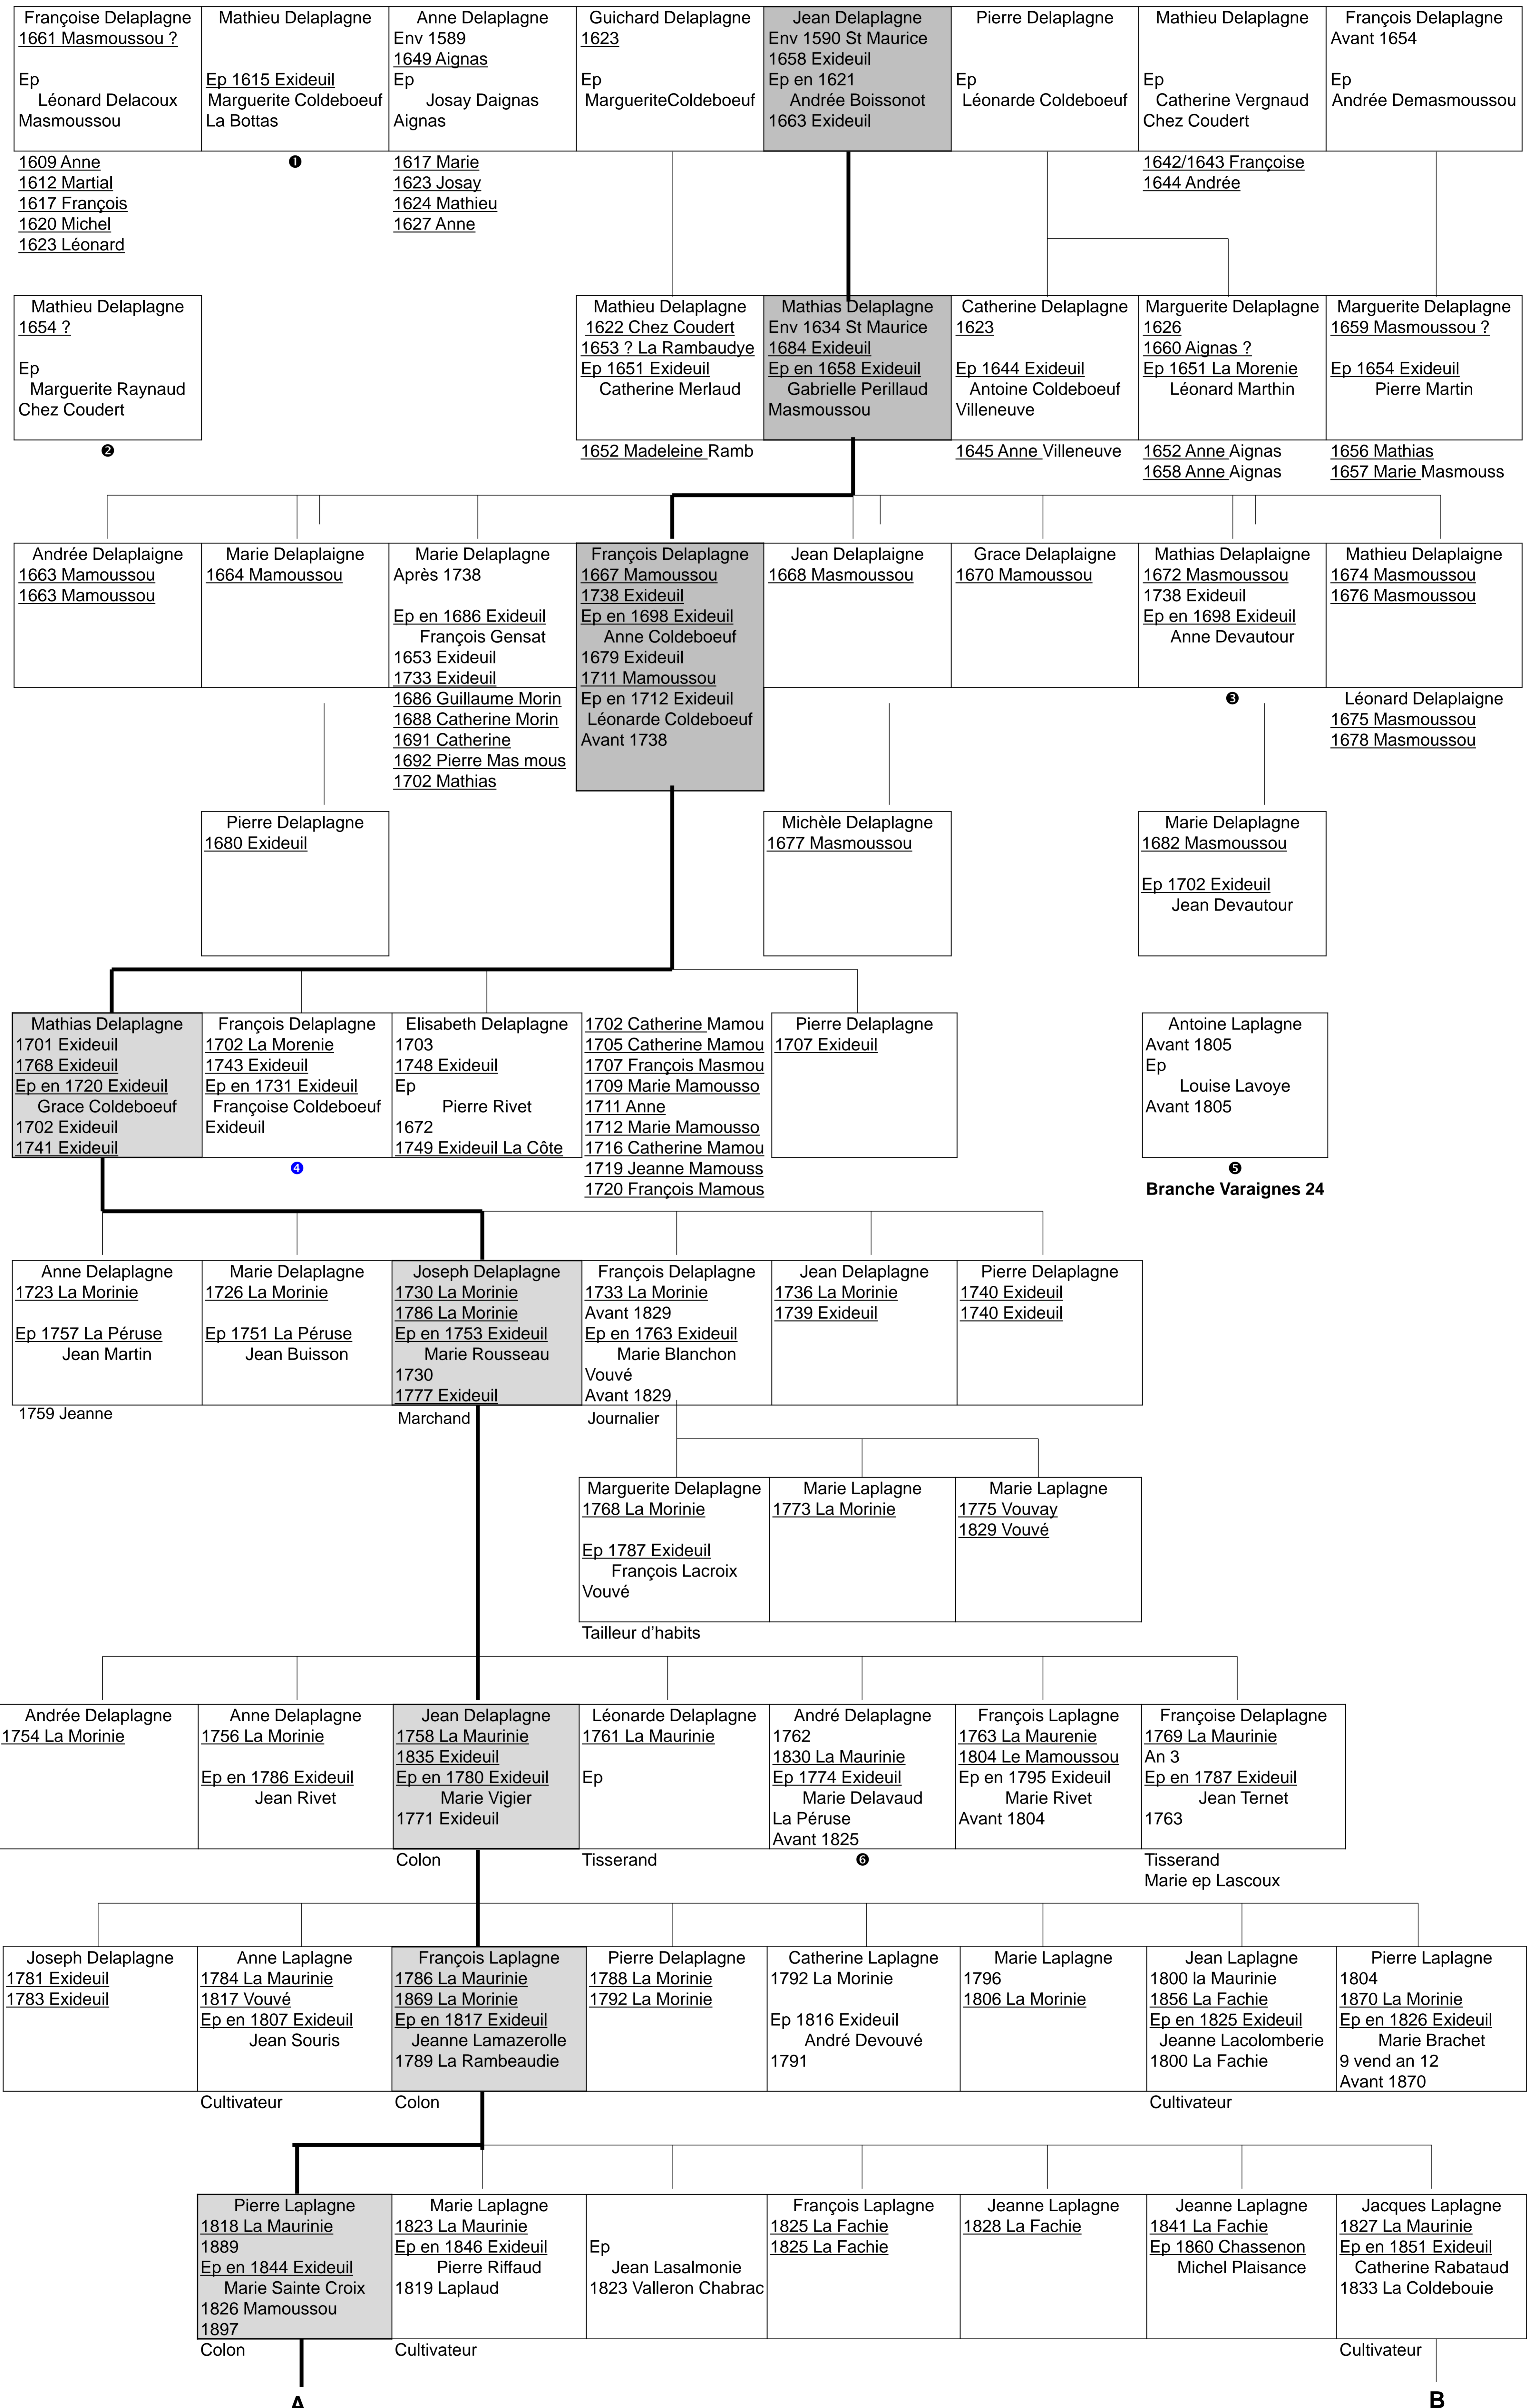 Françoise Delaplagne
1661 Masmoussou ?
Ep
Léonard Delacoux
Masmoussou
1609 Anne
1612 Martial
1617 François
1620 Michel
1623 Léonard
Mathieu Delaplagne
Ep 1615 Exideuil
Marguerite Coldeboeuf
La Bottas
❶
Anne Delaplagne
Env 1589
1649 Aignas
Ep
Josay Daignas
Aignas
1617 Marie
1623 Josay
1624 Mathieu
1627 Anne
Guichard Delaplagne
1623
Ep
MargueriteColdeboeuf
Jean Delaplagne
Env 1590 St Maurice
1658 Exideuil
Ep en 1621
Andrée Boissonot
1663 Exideuil
Pierre Delaplagne
Ep
Léonarde Coldeboeuf
Mathieu Delaplagne
Ep
Catherine Vergnaud
Chez Coudert
1642/1643 Françoise
1644 Andrée
François Delaplagne
Avant 1654
Ep
Andrée Demasmoussou
Mathieu Delaplagne
1654 ?
Ep
Marguerite Raynaud
Chez Coudert
❷
Mathieu Delaplagne
1622 Chez Coudert
1653 ? La Rambaudye
Ep 1651 Exideuil
Catherine Merlaud
1652 Madeleine Ramb
Mathias Delaplagne
Env 1634 St Maurice
1684 Exideuil
Ep en 1658 Exideuil
Gabrielle Perillaud
Masmoussou
Catherine Delaplagne
1623
Ep 1644 Exideuil
Antoine Coldeboeuf
Villeneuve
1645 Anne Villeneuve
Marguerite Delaplagne
1626
1660 Aignas ?
Ep 1651 La Morenie
Léonard Marthin
1652 Anne Aignas
1658 Anne Aignas
Marguerite Delaplagne
1659 Masmoussou ?
Ep 1654 Exideuil
Pierre Martin
1656 Mathias
1657 Marie Masmouss
Andrée Delaplaigne
1663 Mamoussou
1663 Mamoussou
Marie Delaplaigne
1664 Mamoussou
Marie Delaplagne
Après 1738
Ep en 1686 Exideuil
François Gensat
1653 Exideuil
1733 Exideuil
1686 Guillaume Morin
1688 Catherine Morin
1691 Catherine
1692 Pierre Mas mous
1702 Mathias
François Delaplagne
1667 Mamoussou
1738 Exideuil
Ep en 1698 Exideuil
Anne Coldeboeuf
1679 Exideuil
1711 Mamoussou
Ep en 1712 Exideuil
Léonarde Coldeboeuf
Avant 1738
Jean Delaplaigne
1668 Masmoussou
Grace Delaplaigne
1670 Mamoussou
Mathias Delaplaigne
1672 Masmoussou
1738 Exideuil
Ep en 1698 Exideuil
Anne Devautour
❸
Mathieu Delaplaigne
1674 Masmoussou
1676 Masmoussou
Léonard Delaplaigne
1675 Masmoussou
1678 Masmoussou
Pierre Delaplagne
1680 Exideuil
Michèle Delaplagne
1677 Masmoussou
Marie Delaplagne
1682 Masmoussou
Ep 1702 Exideuil
Jean Devautour
Mathias Delaplagne
1701 Exideuil
1768 Exideuil
Ep en 1720 Exideuil
Grace Coldeboeuf
1702 Exideuil
1741 Exideuil
François Delaplagne
1702 La Morenie
1743 Exideuil
Ep en 1731 Exideuil
Françoise Coldeboeuf
Exideuil
❹
Elisabeth Delaplagne
1703
1748 Exideuil
Ep
Pierre Rivet
1672
1749 Exideuil La Côte
1702 Catherine Mamou
1705 Catherine Mamou
1707 François Masmou
1709 Marie Mamousso
1711 Anne
1712 Marie Mamousso
1716 Catherine Mamou
1719 Jeanne Mamouss
1720 François Mamous
Pierre Delaplagne
1707 Exideuil
Antoine Laplagne
Avant 1805
Ep
Louise Lavoye
Avant 1805
❺
Branche Varaignes 24
Anne Delaplagne
1723 La Morinie
Ep 1757 La Péruse
Jean Martin
1759 Jeanne
Marie Delaplagne
1726 La Morinie
Ep 1751 La Péruse
Jean Buisson
Joseph Delaplagne
1730 La Morinie
1786 La Morinie
Ep en 1753 Exideuil
Marie Rousseau
1730
1777 Exideuil
Marchand
François Delaplagne
1733 La Morinie
Avant 1829
Ep en 1763 Exideuil
Marie Blanchon
Vouvé
Avant 1829
Journalier
Jean Delaplagne
1736 La Morinie
1739 Exideuil
Pierre Delaplagne
1740 Exideuil
1740 Exideuil
Marguerite Delaplagne
1768 La Morinie
Ep 1787 Exideuil
François Lacroix
Vouvé
Tailleur d'habits
Marie Laplagne
1773 La Morinie
Marie Laplagne
1775 Vouvay
1829 Vouvé
Andrée Delaplagne
1754 La Morinie
Anne Delaplagne
1756 La Morinie
Ep en 1786 Exideuil
Jean Rivet
Jean Delaplagne
1758 La Maurinie
1835 Exideuil
Ep en 1780 Exideuil
Marie Vigier
1771 Exideuil
Colon
Léonarde Delaplagne
1761 La Maurinie
Ep
Tisserand
André Delaplagne
1762
1830 La Maurinie
Ep 1774 Exideuil
Marie Delavaud
La Péruse
Avant 1825
❻
François Laplagne
1763 La Maurenie
1804 Le Mamoussou
Ep en 1795 Exideuil
Marie Rivet
Avant 1804
Françoise Delaplagne
1769 La Maurinie
An 3
Ep en 1787 Exideuil
Jean Ternet
1763
Tisserand
Marie ep Lascoux
Joseph Delaplagne
1781 Exideuil
1783 Exideuil
Anne Laplagne
1784 La Maurinie
1817 Vouvé
Ep en 1807 Exideuil
Jean Souris
Cultivateur
François Laplagne
1786 La Maurinie
1869 La Morinie
Ep en 1817 Exideuil
Jeanne Lamazerolle
1789 La Rambeaudie
Colon
Pierre Delaplagne
1788 La Morinie
1792 La Morinie
Catherine Laplagne
1792 La Morinie
Ep 1816 Exideuil
André Devouvé
1791
Marie Laplagne
1796
1806 La Morinie
Jean Laplagne
1800 la Maurinie
1856 La Fachie
Ep en 1825 Exideuil
Jeanne Lacolomberie
1800 La Fachie
Cultivateur
Pierre Laplagne
1804
1870 La Morinie
Ep en 1826 Exideuil
Marie Brachet
9 vend an 12
Avant 1870
Pierre Laplagne
1818 La Maurinie
1889
Ep en 1844 Exideuil
Marie Sainte Croix
1826 Mamoussou
1897
Colon
A
Marie Laplagne
1823 La Maurinie
Ep en 1846 Exideuil
Pierre Riffaud
1819 Laplaud
Cultivateur
Ep
Jean Lasalmonie
1823 Valleron Chabrac
François Laplagne
1825 La Fachie
1825 La Fachie
Jeanne Laplagne
1828 La Fachie
Jeanne Laplagne
1841 La Fachie
Ep 1860 Chassenon
Michel Plaisance
Jacques Laplagne
1827 La Maurinie
Ep en 1851 Exideuil
Catherine Rabataud
1833 La Coldebouie
Cultivateur
B